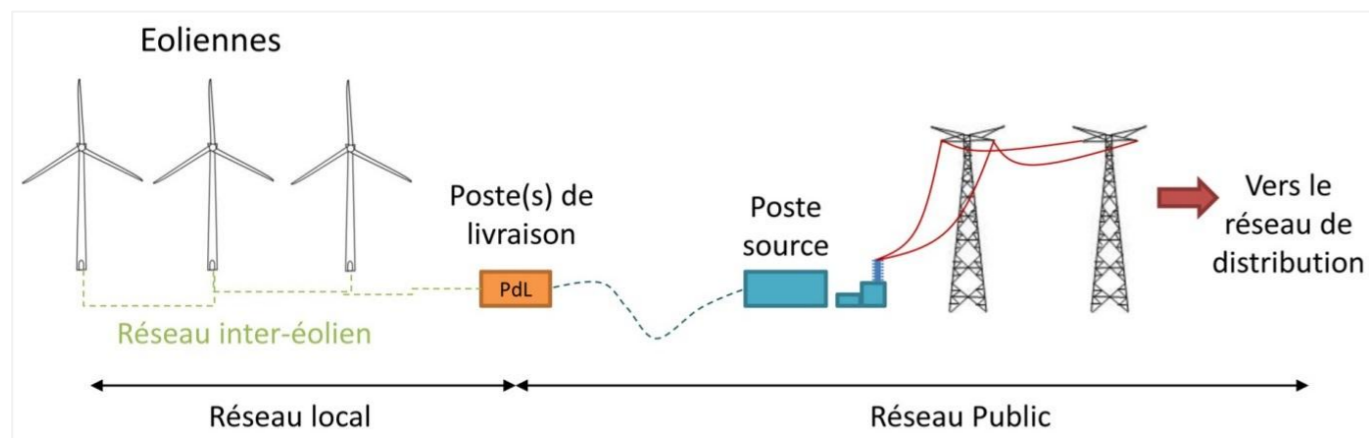 Eoliennes
Poste(s) de
livraison
PdL
Réseau inter-éolien
Poste
source
Vers le
réseau de
distribution
Réseau local
Réseau Public